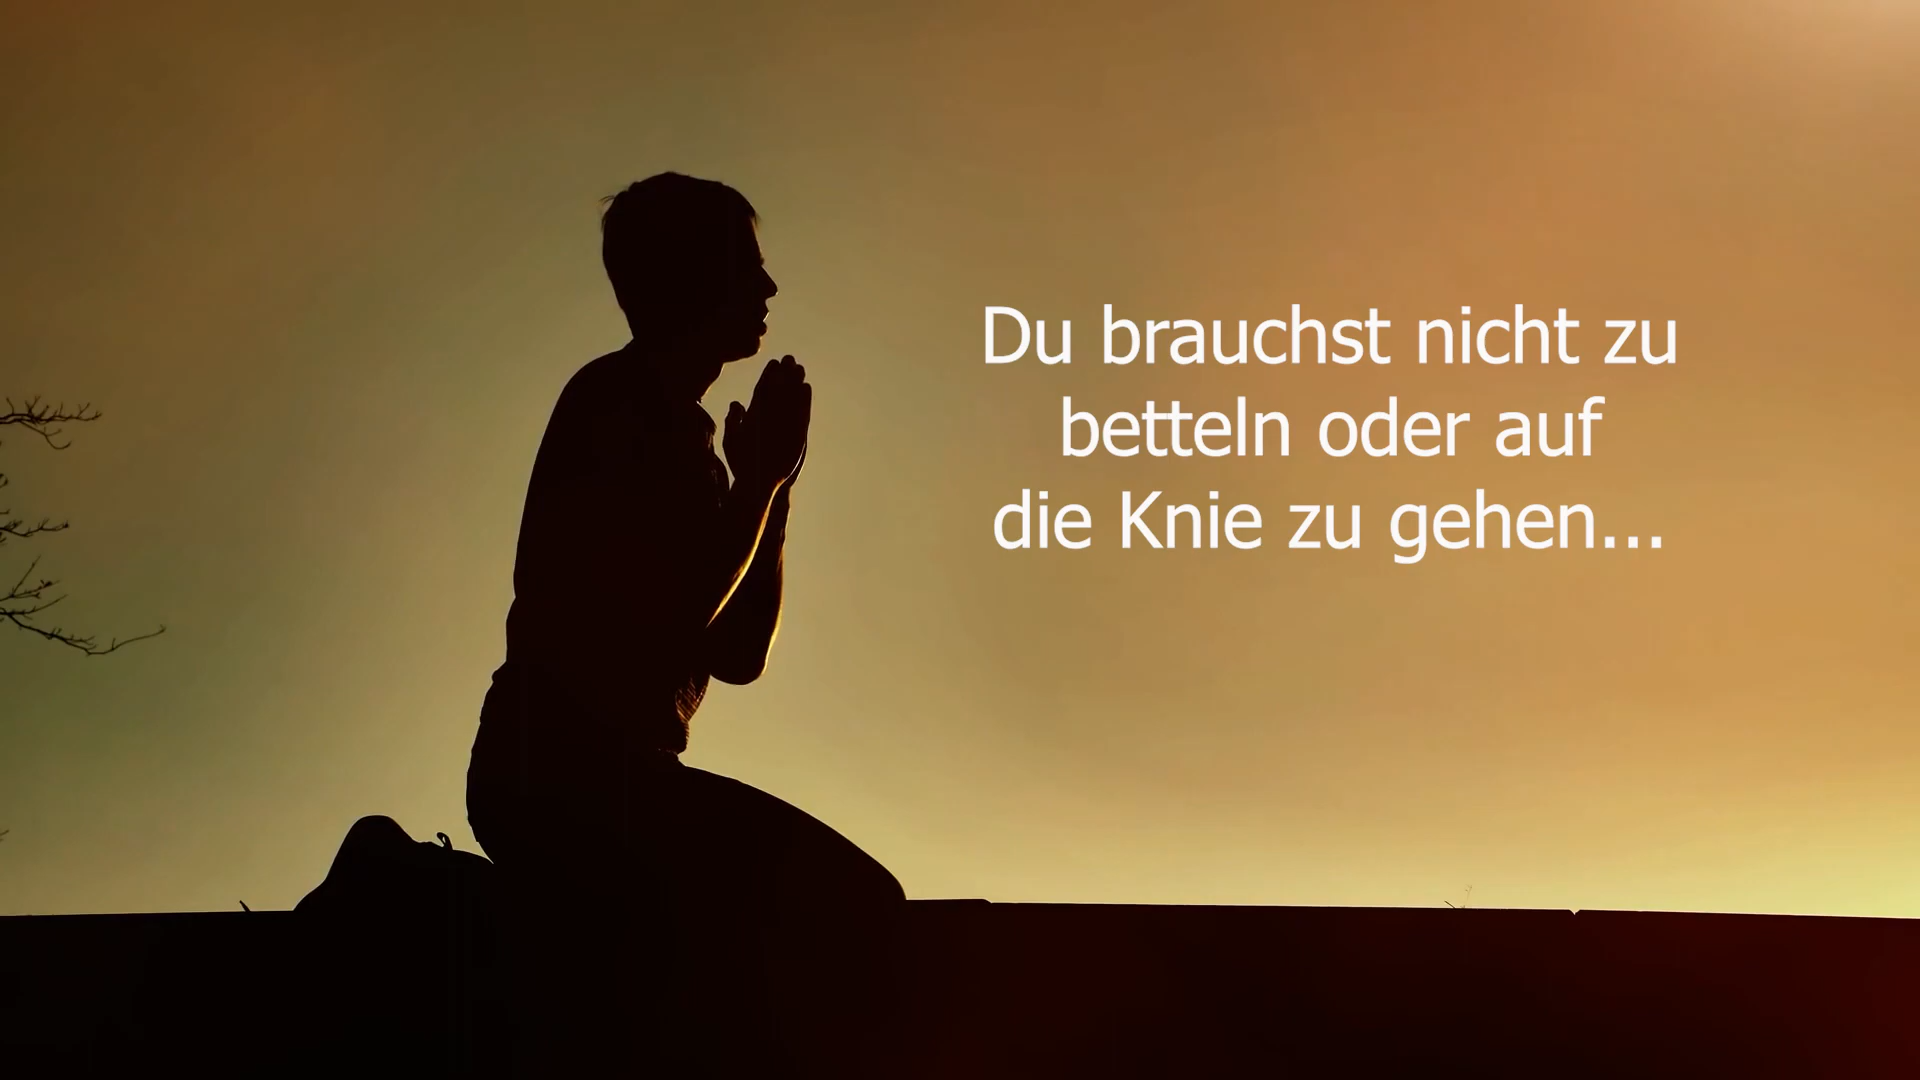 Du brauchst nicht zu
betteln oder auf
die Knie zu gehen...